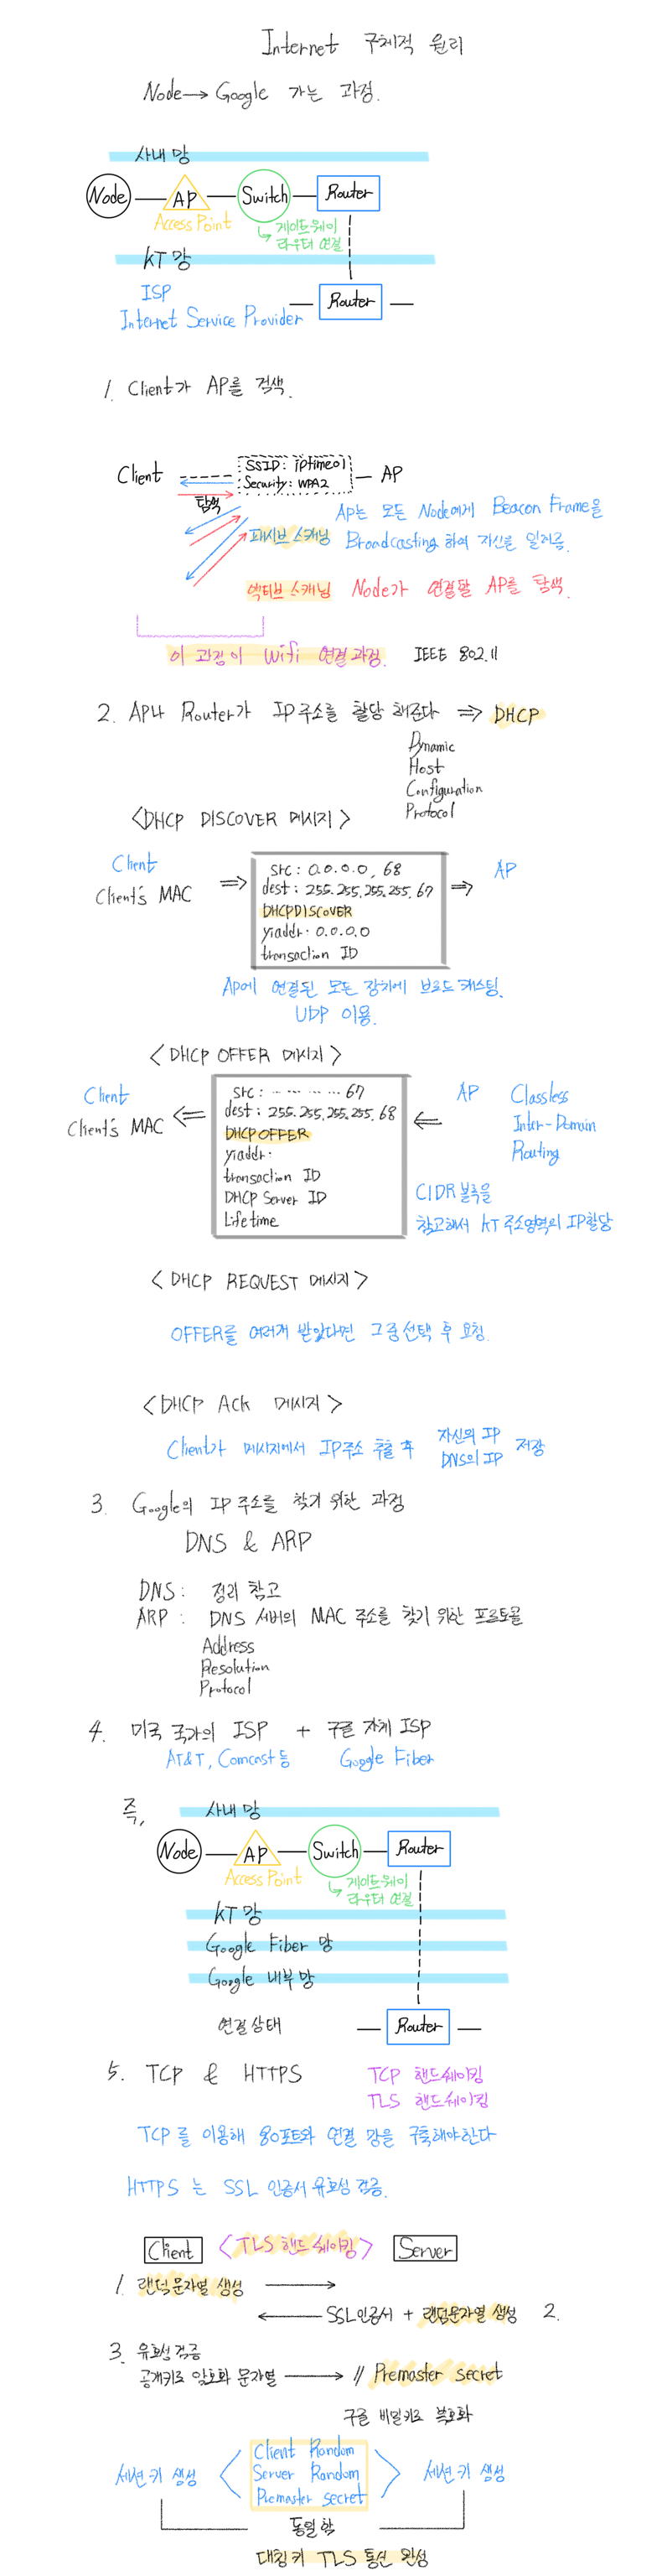 Internet 구체적 원리
Node → Google 가는 과정.
사내 망
Node
AP
Switch
Router
Access Point
↳ 게이트웨이
라우터 연결
KT 망
ISP
Internet Service Provider
Router
1. Client가 AP를 검색.
Client
SSID: iptime01
Security: WPA2
AP
탐색
AP는 모든 Node에게 Beacon Frame을
패시브 스캐닝
Broadcasting 하여 자신을 알려줌.
액티브 스캐닝
Node가 연결할 AP를 탐색.
이 과정이 Wifi 연결과정.
IEEE 802.11
2. AP나 Router가 IP주소를 할당 해준다 ⇒ DHCP
Dynamic
Host
Configuration
Protocol
<DHCP DISCOVER 메시지>
Client
Client's MAC
⇒
src: 0.0.0.0, 68
dest: 255.255.255.255, 67
DHCPDISCOVER
yiaddr: 0.0.0.0
transaction ID
⇒
AP
AP에 연결된 모든 장치에 브로드 캐스팅.
UDP 이용.
<DHCP OFFER 메시지>
Client
Client's MAC
⇐
src: ........ 67
dest: 255.255.255.255, 68
DHCPOFFER
yiaddr:
transaction ID
DHCP Server ID
Lifetime
⇐
AP
Classless
Inter-Domain
Routing
CIDR 블록을
참고해서 KT 주소영역의 IP할당
<DHCP REQUEST 메시지>
OFFER를 여러개 받았다면 그중 선택 후 요청.
<DHCP Ack 메시지>
Client가 메시지에서 IP주소 추출 후
자신의 IP
DNS의 IP
저장
3. Google의 IP 주소를 찾기 위한 과정
DNS & ARP
DNS: 정리 참고
ARP: DNS 서버의 MAC 주소를 찾기 위한 프로토콜
Address
Resolution
Protocol
4. 미국 국가의 ISP + 구글 자체 ISP
AT&T, Comcast 등
Google Fiber
즉,
사내 망
Node
AP
Switch
Router
Access Point
↳ 게이트웨이
라우터 연결
KT 망
Google Fiber 망
Google 내부 망
연결상태
Router
5. TCP & HTTPS
TCP 핸드쉐이킹
TLS 핸드쉐이킹
TCP를 이용해 80포트와 연결 망을 구축해야한다
HTTPS 는 SSL 인증서 유효성 검증.
Client
<TLS 핸드 쉐이킹>
Server
1. 랜덤문자열 생성
SSL인증서 + 랜덤문자열 생성 2.
3. 유효성 검증
공개키로 암호화 문자열
// Premaster secret
구글 비밀키로 복호화
세션 키 생성
Client Random
Server Random
Premaster secret
세션 키 생성
동일 함
대칭 키 TLS 통신 완성